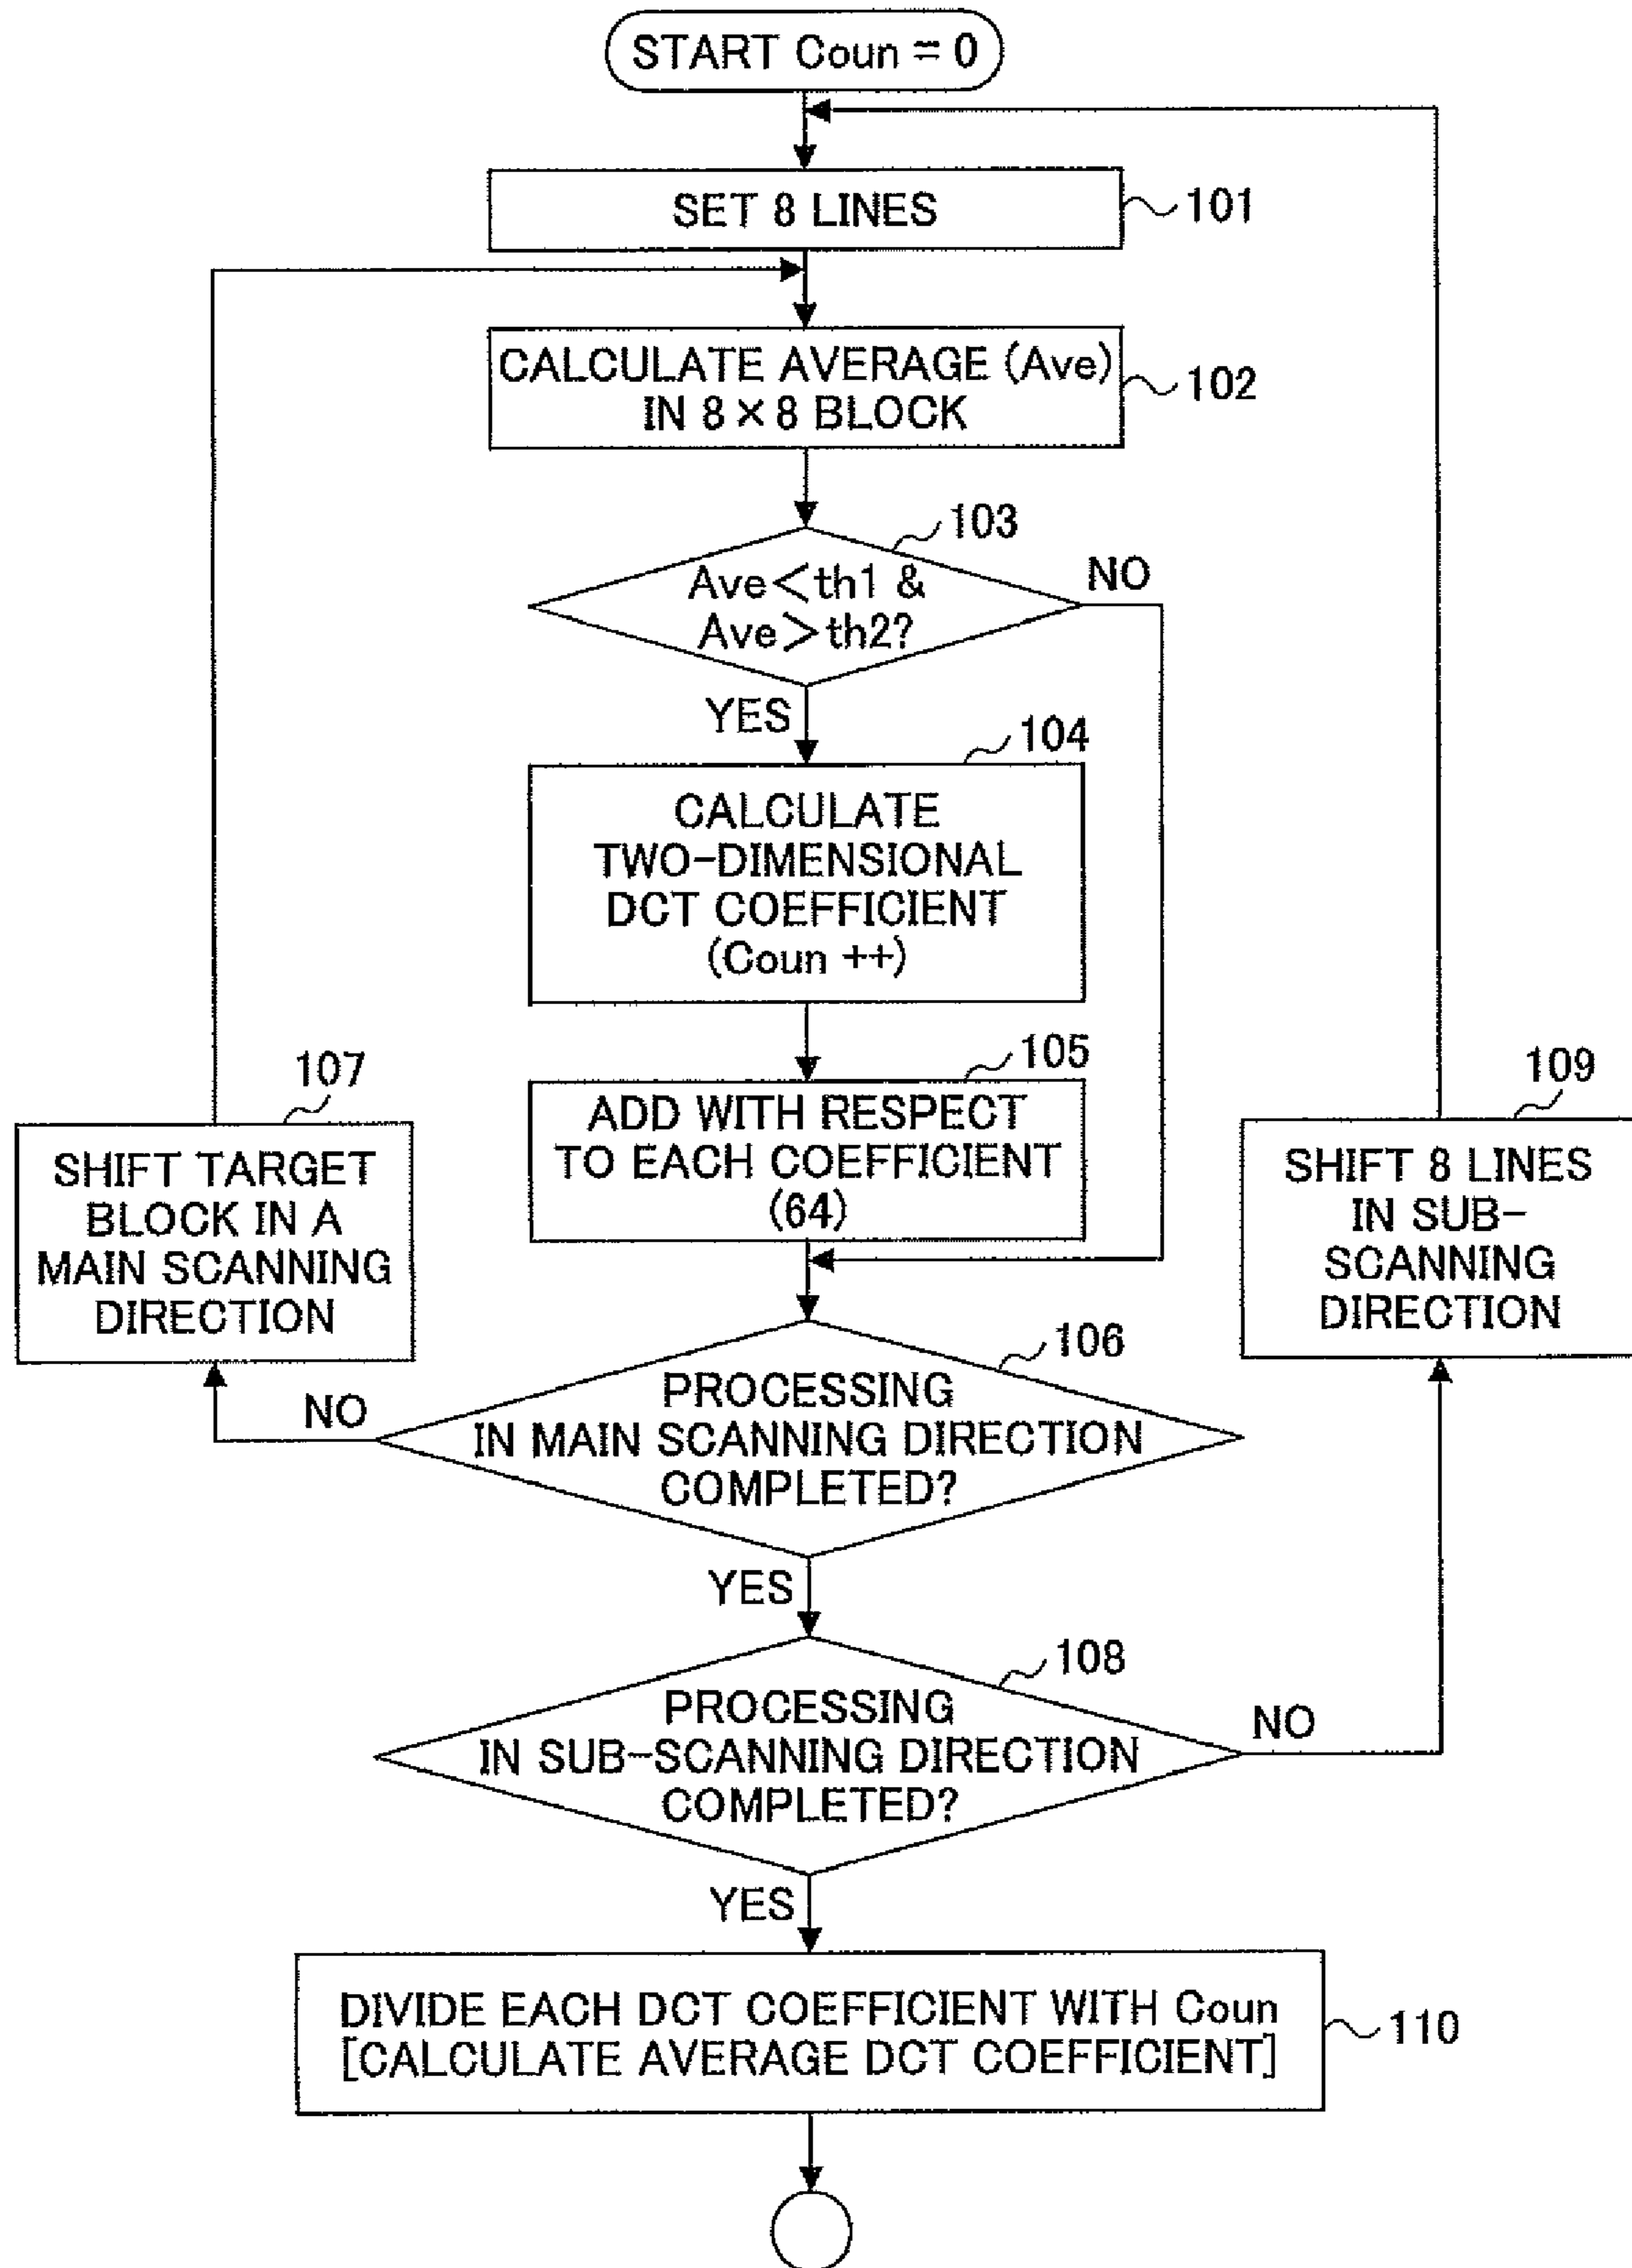 START Coun = 0
SET 8 LINES
101
CALCULATE AVERAGE (Ave)
IN 8×8 BLOCK
102
103
Ave<th1 &
Ave>th2?
NO
YES
104
CALCULATE
TWO-DIMENSIONAL
DCT COEFFICIENT
(Coun ++)
105
ADD WITH RESPECT
TO EACH COEFFICIENT
(64)
107
SHIFT TARGET
BLOCK IN A
MAIN SCANNING
DIRECTION
109
SHIFT 8 LINES
IN SUB-
SCANNING
DIRECTION
106
PROCESSING
IN MAIN SCANNING DIRECTION
COMPLETED?
NO
YES
108
PROCESSING
IN SUB-SCANNING DIRECTION
COMPLETED?
NO
YES
DIVIDE EACH DCT COEFFICIENT WITH Coun
[CALCULATE AVERAGE DCT COEFFICIENT]
110